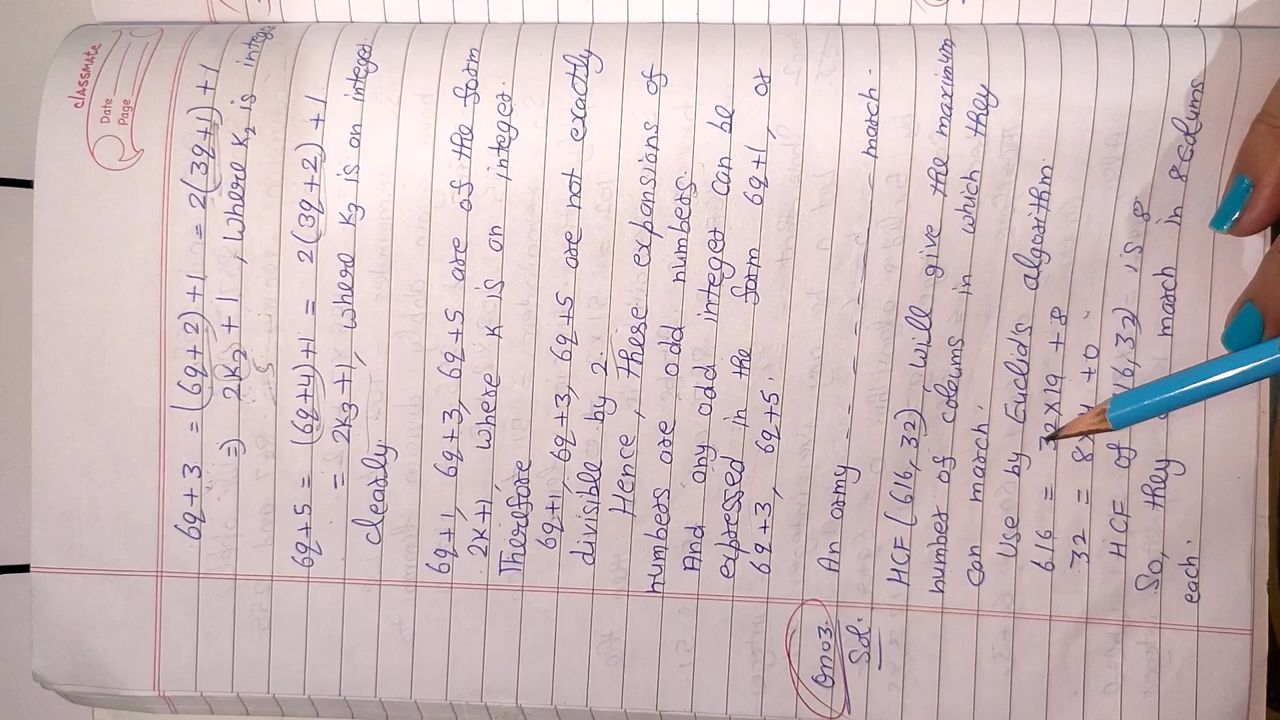 classmate
Date
Page
6q+3 = (6q+2)+1 = 2(3q+1)+1
=) 2K2+1, where K2 is
6q+5 = (6q+4)+1 = 2(3q+2)+1
= 2K3+1, where K3 is an integer
clearly
6q+1, 6q+3, 6q+5 are of the form
2K+1 where K is an integer.
Therefore
6q+1, 6q+3, 6q+5 are not exactly
divisible by 2.
Hence, these expansions of
numbers are odd numbers.
And any odd integer can be
expressed in the form 6q+1, or
6q+3, 6q+5.
Qno3. An army - - - - - - march.
Sol.
HCF (616, 32) will give the maximum
number of coloums in which they
can march.
Use by Euclid's algorithm.
616 = 32×19 + 8
32 = 8× +0.
HCF of 16,32) is 8
So, they march in 8 coloums
each.